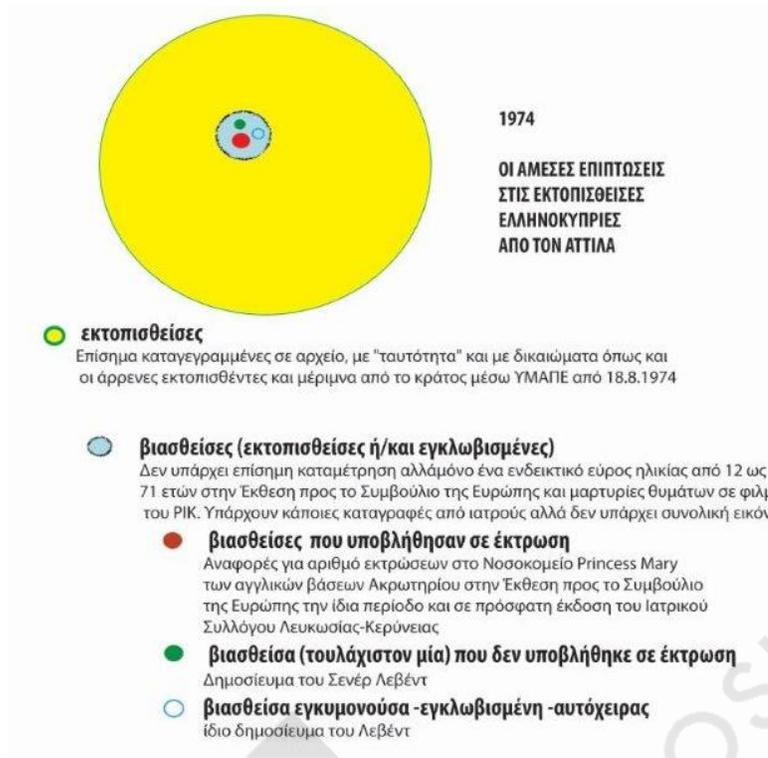 1974
ΟΙ ΑΜΕΣΕΣ ΕΠΙΠΤΩΣΕΙΣ
ΣΤΙΣ ΕΚΤΟΠΙΣΘΕΙΣΕΣ
ΕΛΛΗΝΟΚΥΠΡΙΕΣ
ΑΠΟ ΤΟΝ ΑΤΤΙΛΑ
εκτοπισθείσες
Επίσημα καταγεγραμμένες σε αρχείο, με "ταυτότητα" και με δικαιώματα όπως και
οι άρρενες εκτοπισθέντες και μέριμνα από το κράτος μέσω ΥΜΑΠΕ από 18.8.1974
βιασθείσες (εκτοπισθείσες ή/και εγκλωβισμένες)
Δεν υπάρχει επίσημη καταμέτρηση αλλάμόνο ένα ενδεικτικό εύρος ηλικίας από 12 ως
71 ετών στην Έκθεση προς το Συμβούλιο της Ευρώπης και μαρτυρίες θυμάτων σε
του ΡΙΚ. Υπάρχουν κάποιες καταγραφές από ιατρούς αλλά δεν υπάρχει συνολική
βιασθείσες που υποβλήθησαν σε έκτρωση
Αναφορές για αριθμό εκτρώσεων στο Νοσοκομείο Princess Mary
των αγγλικών βάσεων Ακρωτηρίου στην Έκθεση προς το Συμβούλιο
της Ευρώπης την ίδια περίοδο και σε πρόσφατη έκδοση του Ιατρικού
Συλλόγου Λευκωσίας-Κερύνειας
βιασθείσα (τουλάχιστον μία) που δεν υποβλήθηκε σε έκτρωση
Δημοσίευμα του Σενέρ Λεβέντ
βιασθείσα εγκυμονούσα -εγκλωβισμένη -αυτόχειρας
ίδιο δημοσίευμα του Λεβέντ